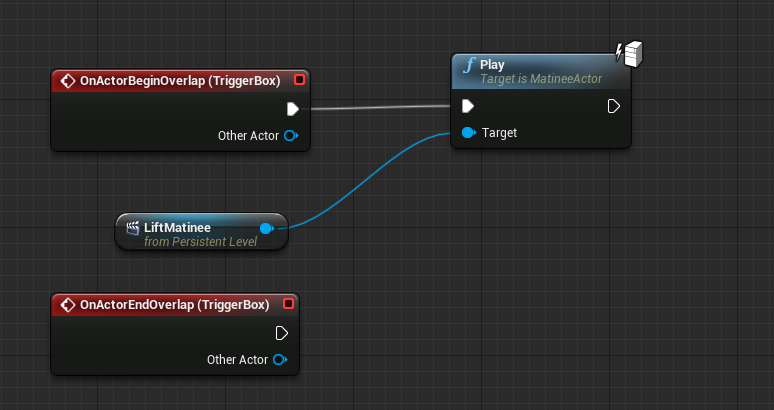 OnActorBeginOverlap (TriggerBox)
Other Actor
f Play
Target is MatineeActor
Target
LiftMatinee
from Persistent Level
OnActorEndOverlap (TriggerBox)
Other Actor